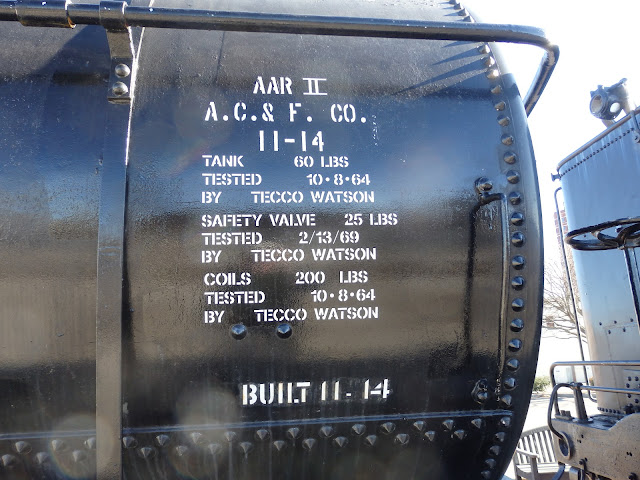 AAR II
A.C.& F. CO.
11-14
TANK 60 LBS
TESTED 10•8•64
BY TECCO WATSON
SAFETY VALVE 25 LBS
TESTED 2/13/69
BY TECCO WATSON
COILS 200 LBS
TESTED 10•8•64
BY TECCO WATSON
BUILT 11-14